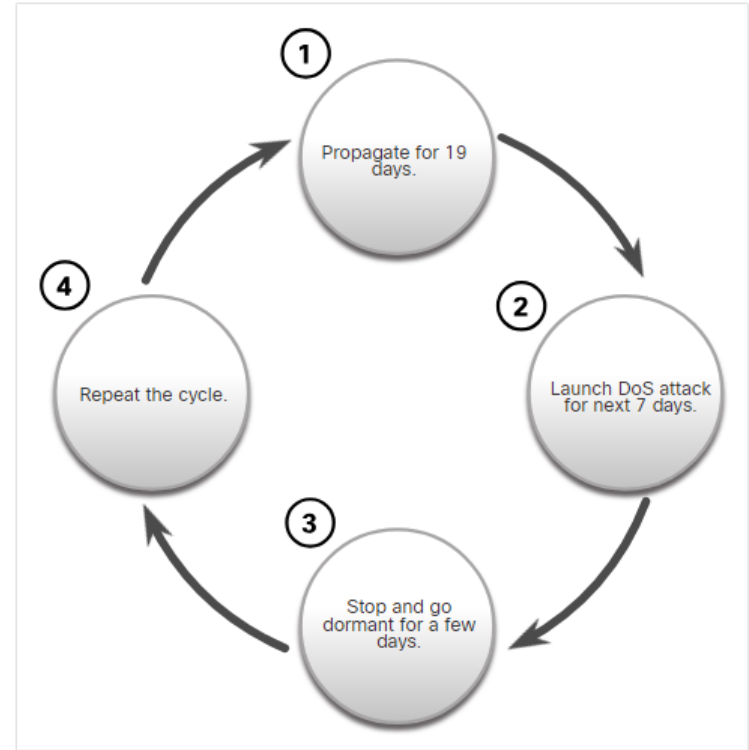 1
Propagate for 19
days.
2
Launch DoS attack
for next 7 days.
3
Stop and go
dormant for a few
days.
4
Repeat the cycle.